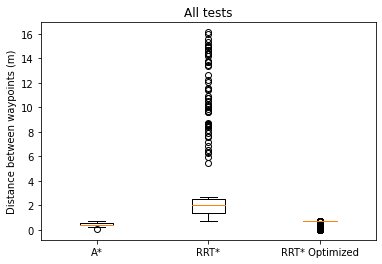 All tests
Distance between waypoints (m)
16
14
12
10
8
6
4
2
0
A*
RRT*
RRT* Optimized